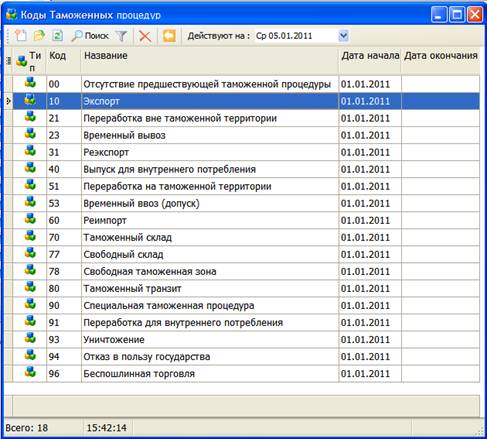 Коды Таможенных процедур
Поиск Действуют на : Ср 05.01.2011
Тип Код Название Дата начала Дата окончания
00 Отсутствие предшествующей таможенной процедуры 01.01.2011
10 Экспорт 01.01.2011
21 Переработка вне таможенной территории 01.01.2011
23 Временный вывоз 01.01.2011
31 Реэкспорт 01.01.2011
40 Выпуск для внутреннего потребления 01.01.2011
51 Переработка на таможенной территории 01.01.2011
53 Временный ввоз (допуск) 01.01.2011
60 Реимпорт 01.01.2011
70 Таможенный склад 01.01.2011
77 Свободный склад 01.01.2011
78 Свободная таможенная зона 01.01.2011
80 Таможенный транзит 01.01.2011
90 Специальная таможенная процедура 01.01.2011
91 Переработка для внутреннего потребления 01.01.2011
93 Уничтожение 01.01.2011
94 Отказ в пользу государства 01.01.2011
96 Беспошлинная торговля 01.01.2011
Всего: 18 15:42:14